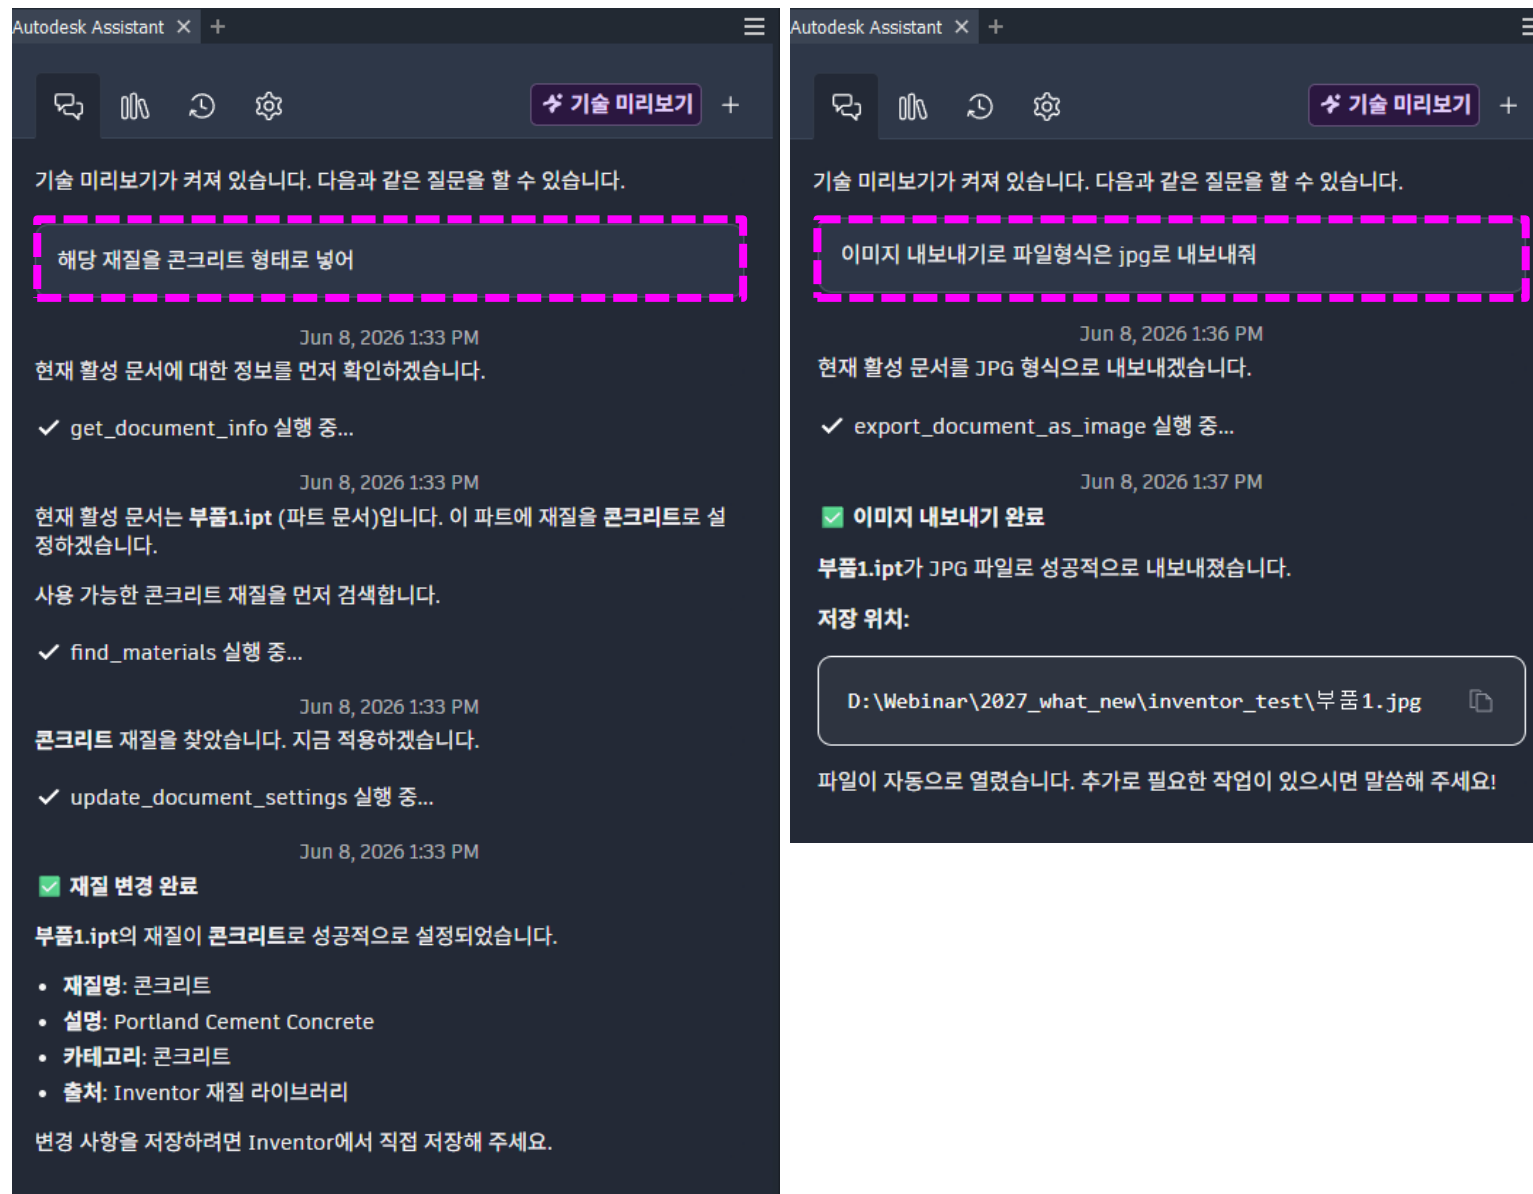 Autodesk Assistant
기술 미리보기
기술 미리보기가 켜져 있습니다. 다음과 같은 질문을 할 수 있습니다.
해당 재질을 콘크리트 형태로 넣어
Jun 8, 2026 1:33 PM
현재 활성 문서에 대한 정보를 먼저 확인하겠습니다.
get_document_info 실행 중...
Jun 8, 2026 1:33 PM
현재 활성 문서는 부품1.ipt (파트 문서)입니다. 이 파트에 재질을 콘크리트로 설
정하겠습니다.
사용 가능한 콘크리트 재질을 먼저 검색합니다.
find_materials 실행 중...
Jun 8, 2026 1:33 PM
콘크리트 재질을 찾았습니다. 지금 적용하겠습니다.
update_document_settings 실행 중...
Jun 8, 2026 1:33 PM
✅ 재질 변경 완료
부품1.ipt의 재질이 콘크리트로 성공적으로 설정되었습니다.
• 재질명: 콘크리트
• 설명: Portland Cement Concrete
• 카테고리: 콘크리트
• 출처: Inventor 재질 라이브러리
변경 사항을 저장하려면 Inventor에서 직접 저장해 주세요.
Autodesk Assistant
기술 미리보기
기술 미리보기가 켜져 있습니다. 다음과 같은 질문을 할 수 있습니다.
이미지 내보내기로 파일형식은 jpg로 내보내줘
Jun 8, 2026 1:36 PM
현재 활성 문서를 JPG 형식으로 내보내겠습니다.
export_document_as_image 실행 중...
Jun 8, 2026 1:37 PM
✅ 이미지 내보내기 완료
부품1.ipt가 JPG 파일로 성공적으로 내보내졌습니다.
저장 위치:
D:\Webinar\2027_what_new\inventor_test\부품1.jpg
파일이 자동으로 열렸습니다. 추가로 필요한 작업이 있으시면 말씀해 주세요!